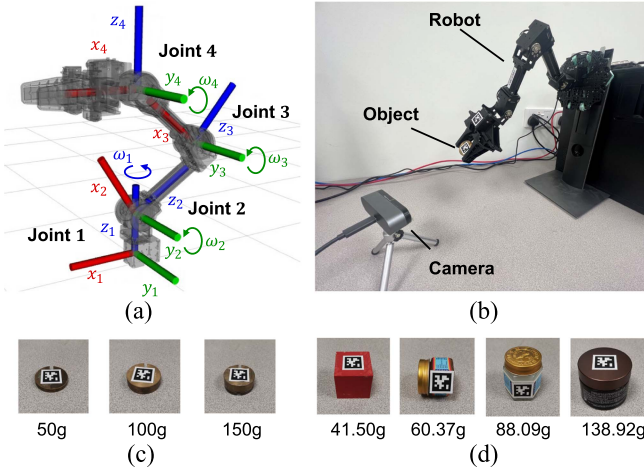 z₄
x₄
Joint 4
y₄
ω₄
Joint 3
x₃
z₃
ω₁
y₃
ω₃
x₂
z₂
Joint 2
Joint 1
z₁
y₂
ω₂
x₁
y₁
(a)
Robot
Object
Camera
(b)
50g
100g
150g
(c)
41.50g
60.37g
88.09g
138.92g
(d)